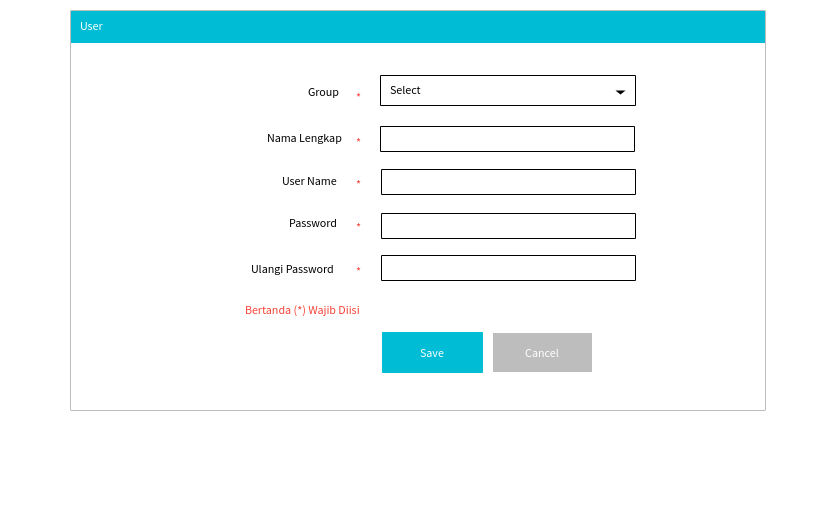 User
Group *
Select
Nama Lengkap *
User Name *
Password *
Ulangi Password *
Bertanda (*) Wajib Diisi
Save
Cancel